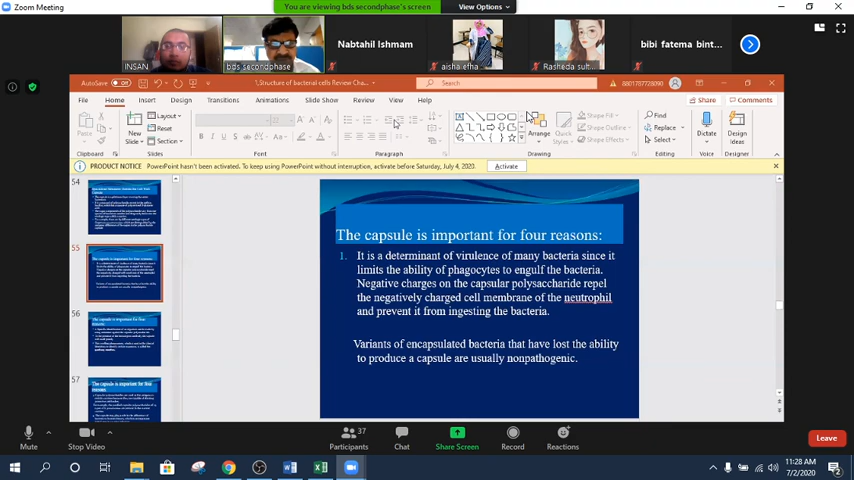 Zoom Meeting
You are viewing bds secondphase's screen
View Options
INSAN
bds secondphase
Nabtahil Ishmam
aisha efha
Rasheda sult...
bibi fatema bint...
AutoSave Off
1.Structure of bacterial cells Review Cha...
Search
8801787728090
File Home Insert Design Transitions Animations Slide Show Review View Help
Share Comments
Paste
New Slide
Layout
Reset
Section
Arrange
Quick Styles
Shape Fill
Shape Outline
Shape Effects
Find
Replace
Select
Dictate
Design Ideas
Clipboard Slides Font Paragraph Drawing Editing Voice Designer
PRODUCT NOTICE PowerPoint hasn't been activated. To keep using PowerPoint without interruption, activate before Saturday, July 4, 2020.
Activate
54
55
56
57
The capsule is important for four reasons:
1. It is a determinant of virulence of many bacteria since it
limits the ability of phagocytes to engulf the bacteria.
Negative charges on the capsular polysaccharide repel
the negatively charged cell membrane of the neutrophil
and prevent it from ingesting the bacteria.
Variants of encapsulated bacteria that have lost the ability
to produce a capsule are usually nonpathogenic.
Mute
Stop Video
37
Participants
Chat
Share Screen
Record
Reactions
Leave
11:28 AM
7/2/2020
2